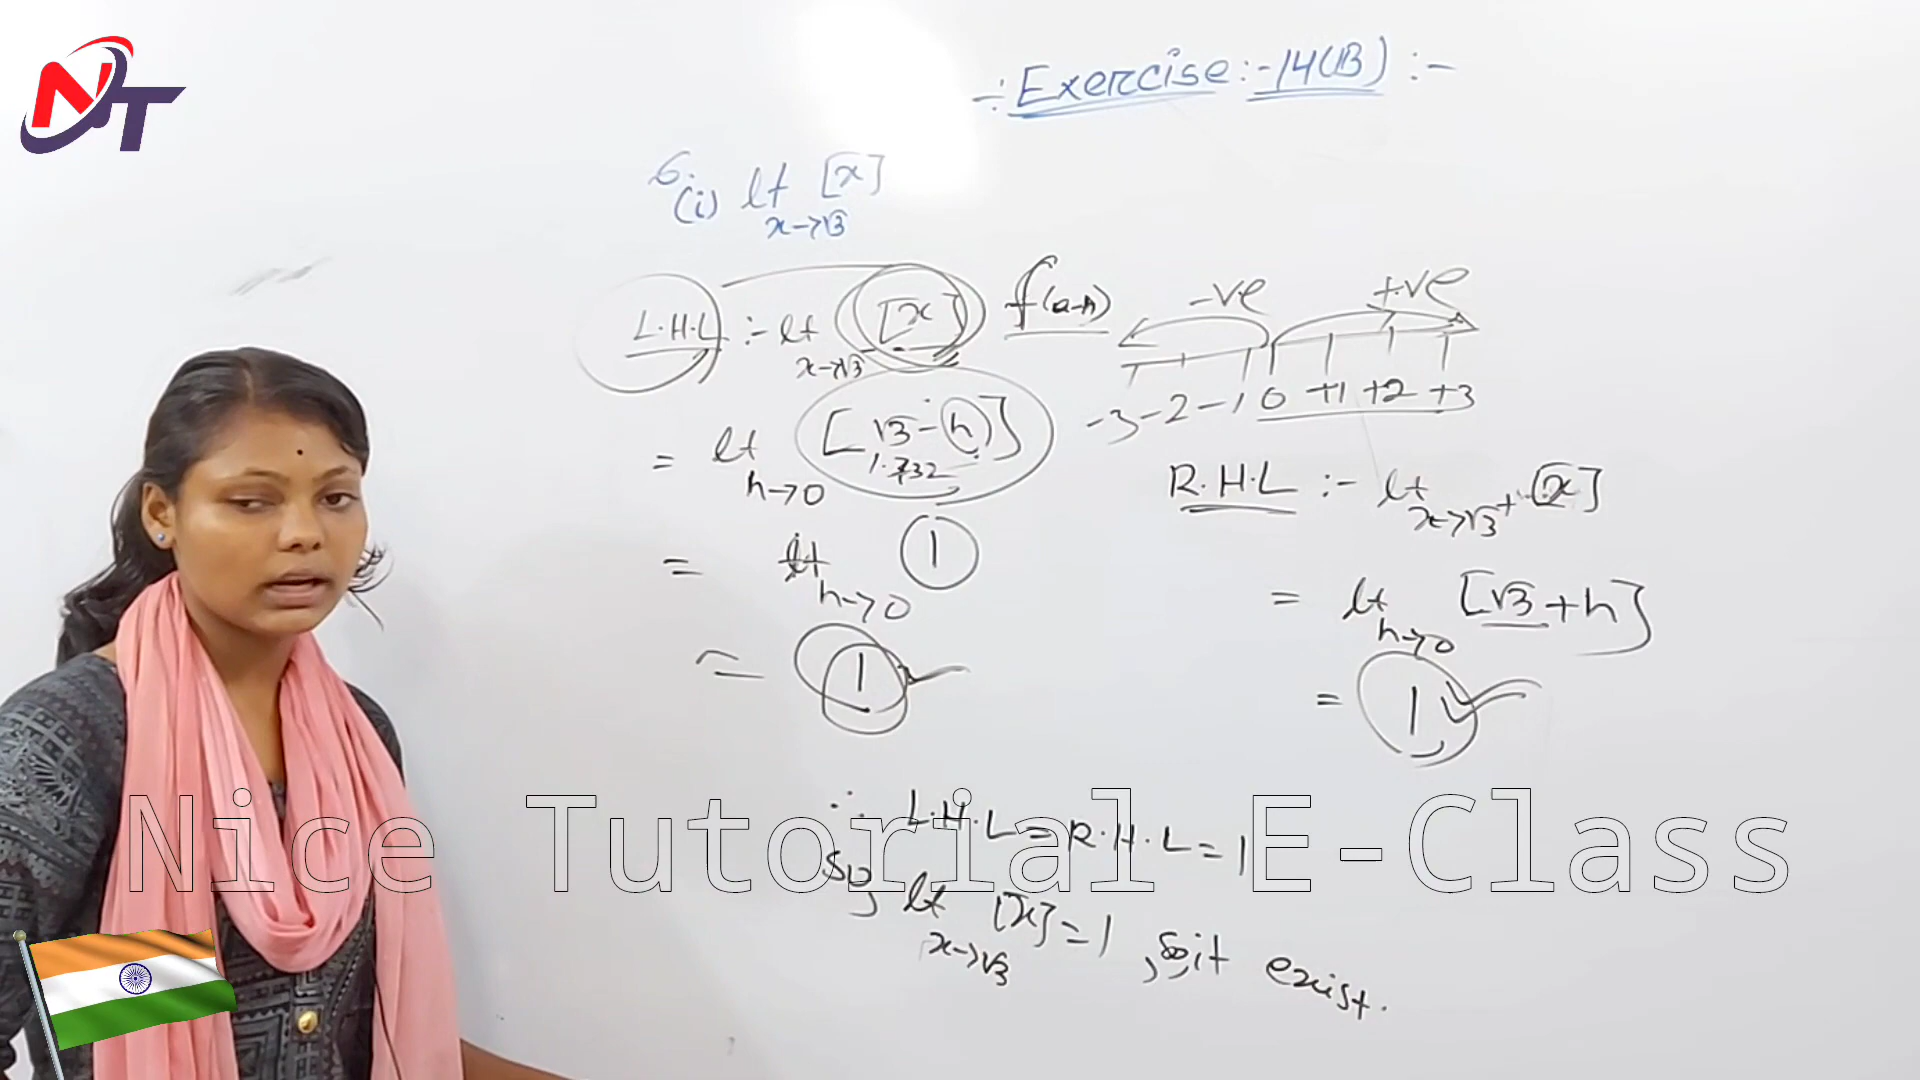 NT
÷ Exercise :- 14(B) :-
6.
(i) lt [x]
x→√3
L.H.L :- lt [x] f(a-h)
x→√3
-ve +ve
-3 -2 -1 0 +1 +2 +3
= lt [√3 - h]
h→0 1.732
= lt 1
h→0
= 1
R.H.L :- lt [x]
x→√3+
= lt [√3 + h]
h→0
= 1
∴ L.H.L = R.H.L = 1
So, lt [x] = 1, so, it exist.
x→√3
Nice Tutorial E-Class